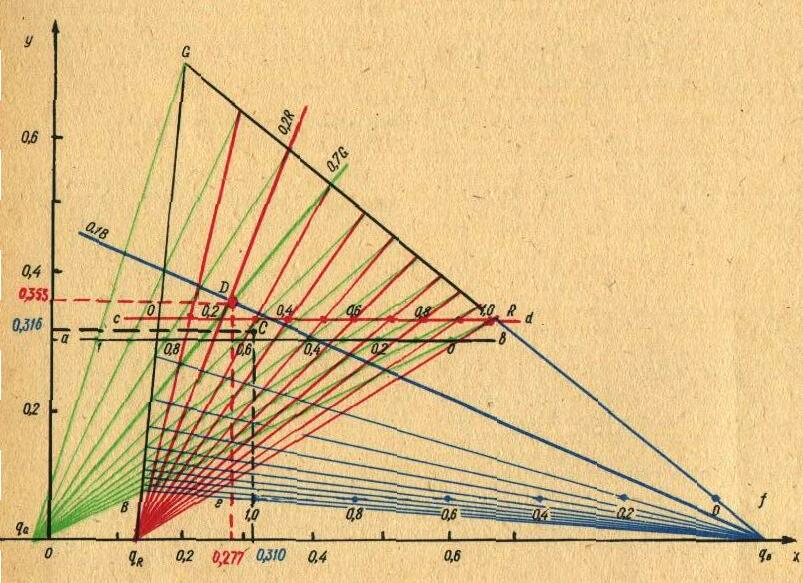 y
G
0,2R
0,6
0,7G
0,1B
0,4
D
0,355
0 0,2 0,4 0,6 0,8 1,0 R d
c
C
0,316
a 1 0,8 0,6 0,4 0,2 0 в
0,2
B e 1,0 0,8 0,6 0,4 0,2 0 f
qG
0 qR 0,2 0,277 0,310 0,4 0,6 qB x